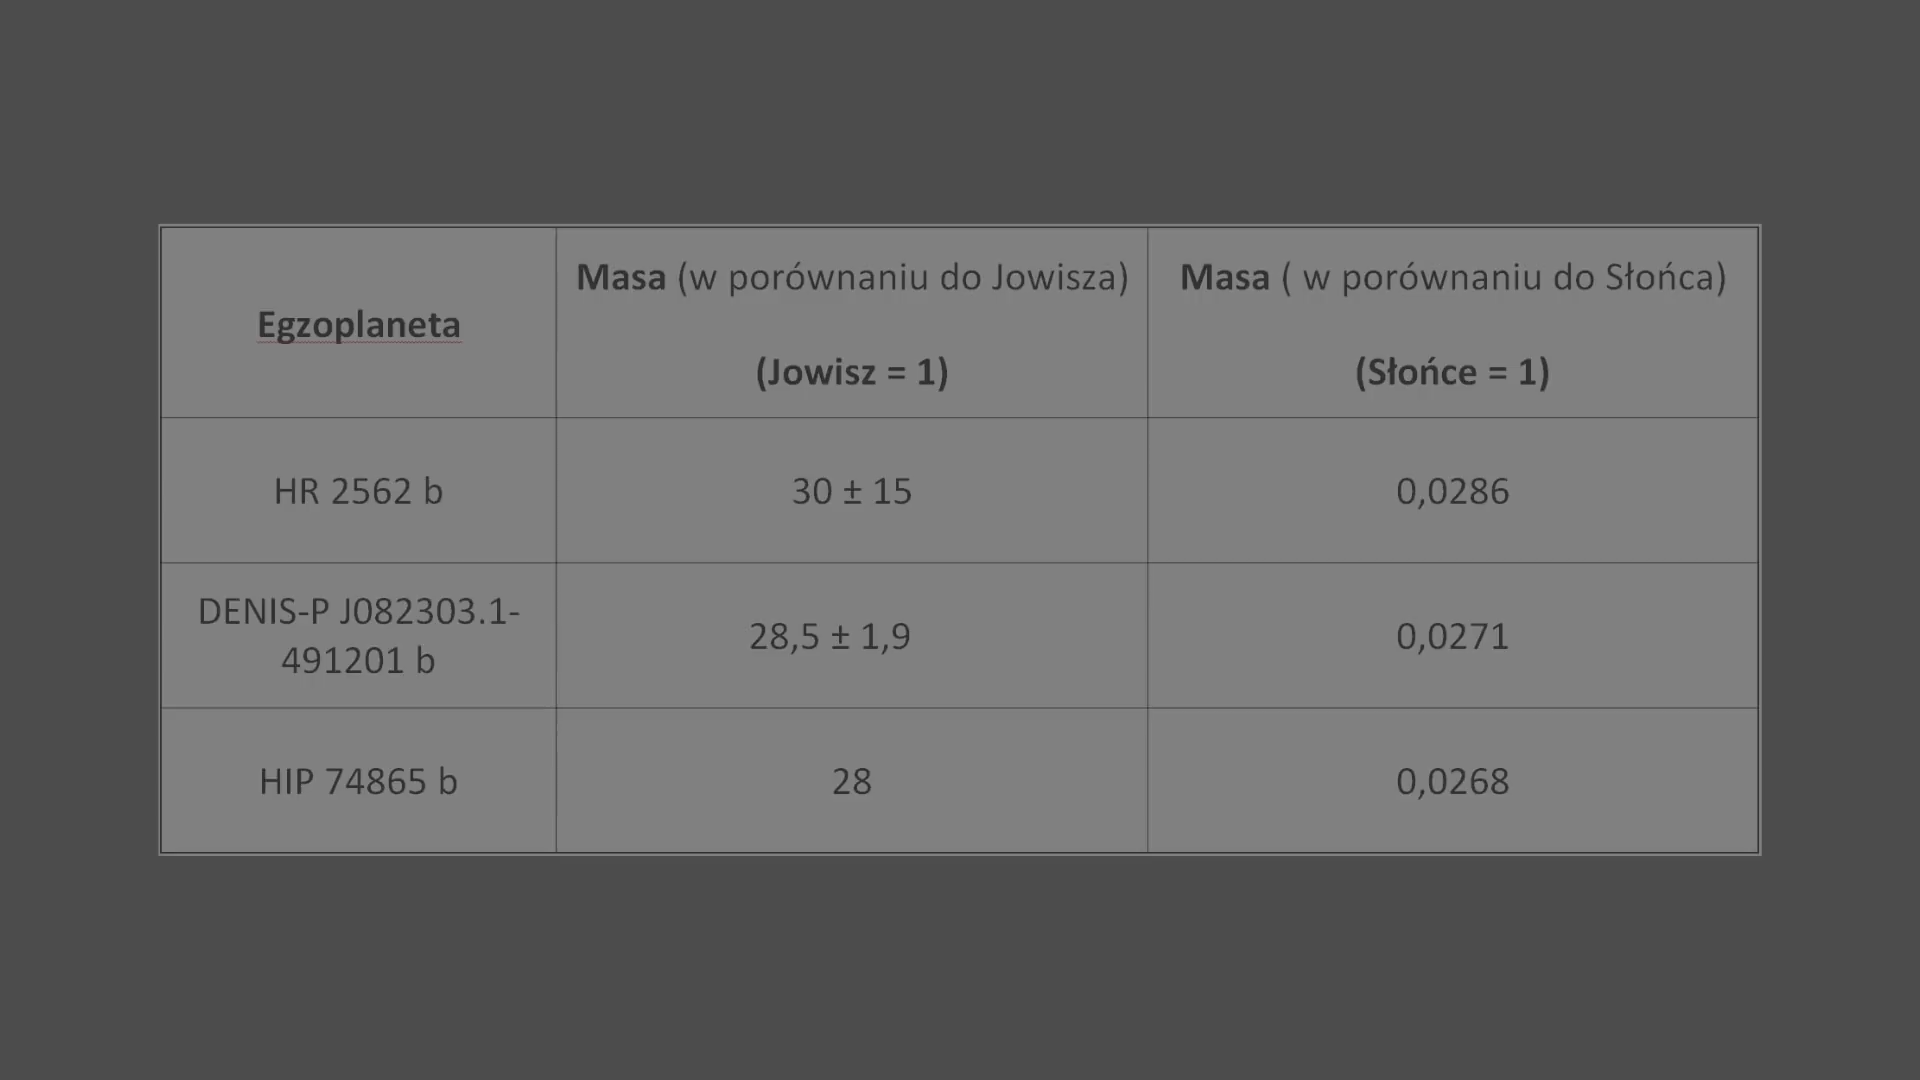 Egzoplaneta
Masa (w porównaniu do Jowisza)
(Jowisz = 1)
Masa ( w porównaniu do Słońca)
(Słońce = 1)
HR 2562 b
30 ± 15
0,0286
DENIS-P J082303.1-
491201 b
28,5 ± 1,9
0,0271
HIP 74865 b
28
0,0268